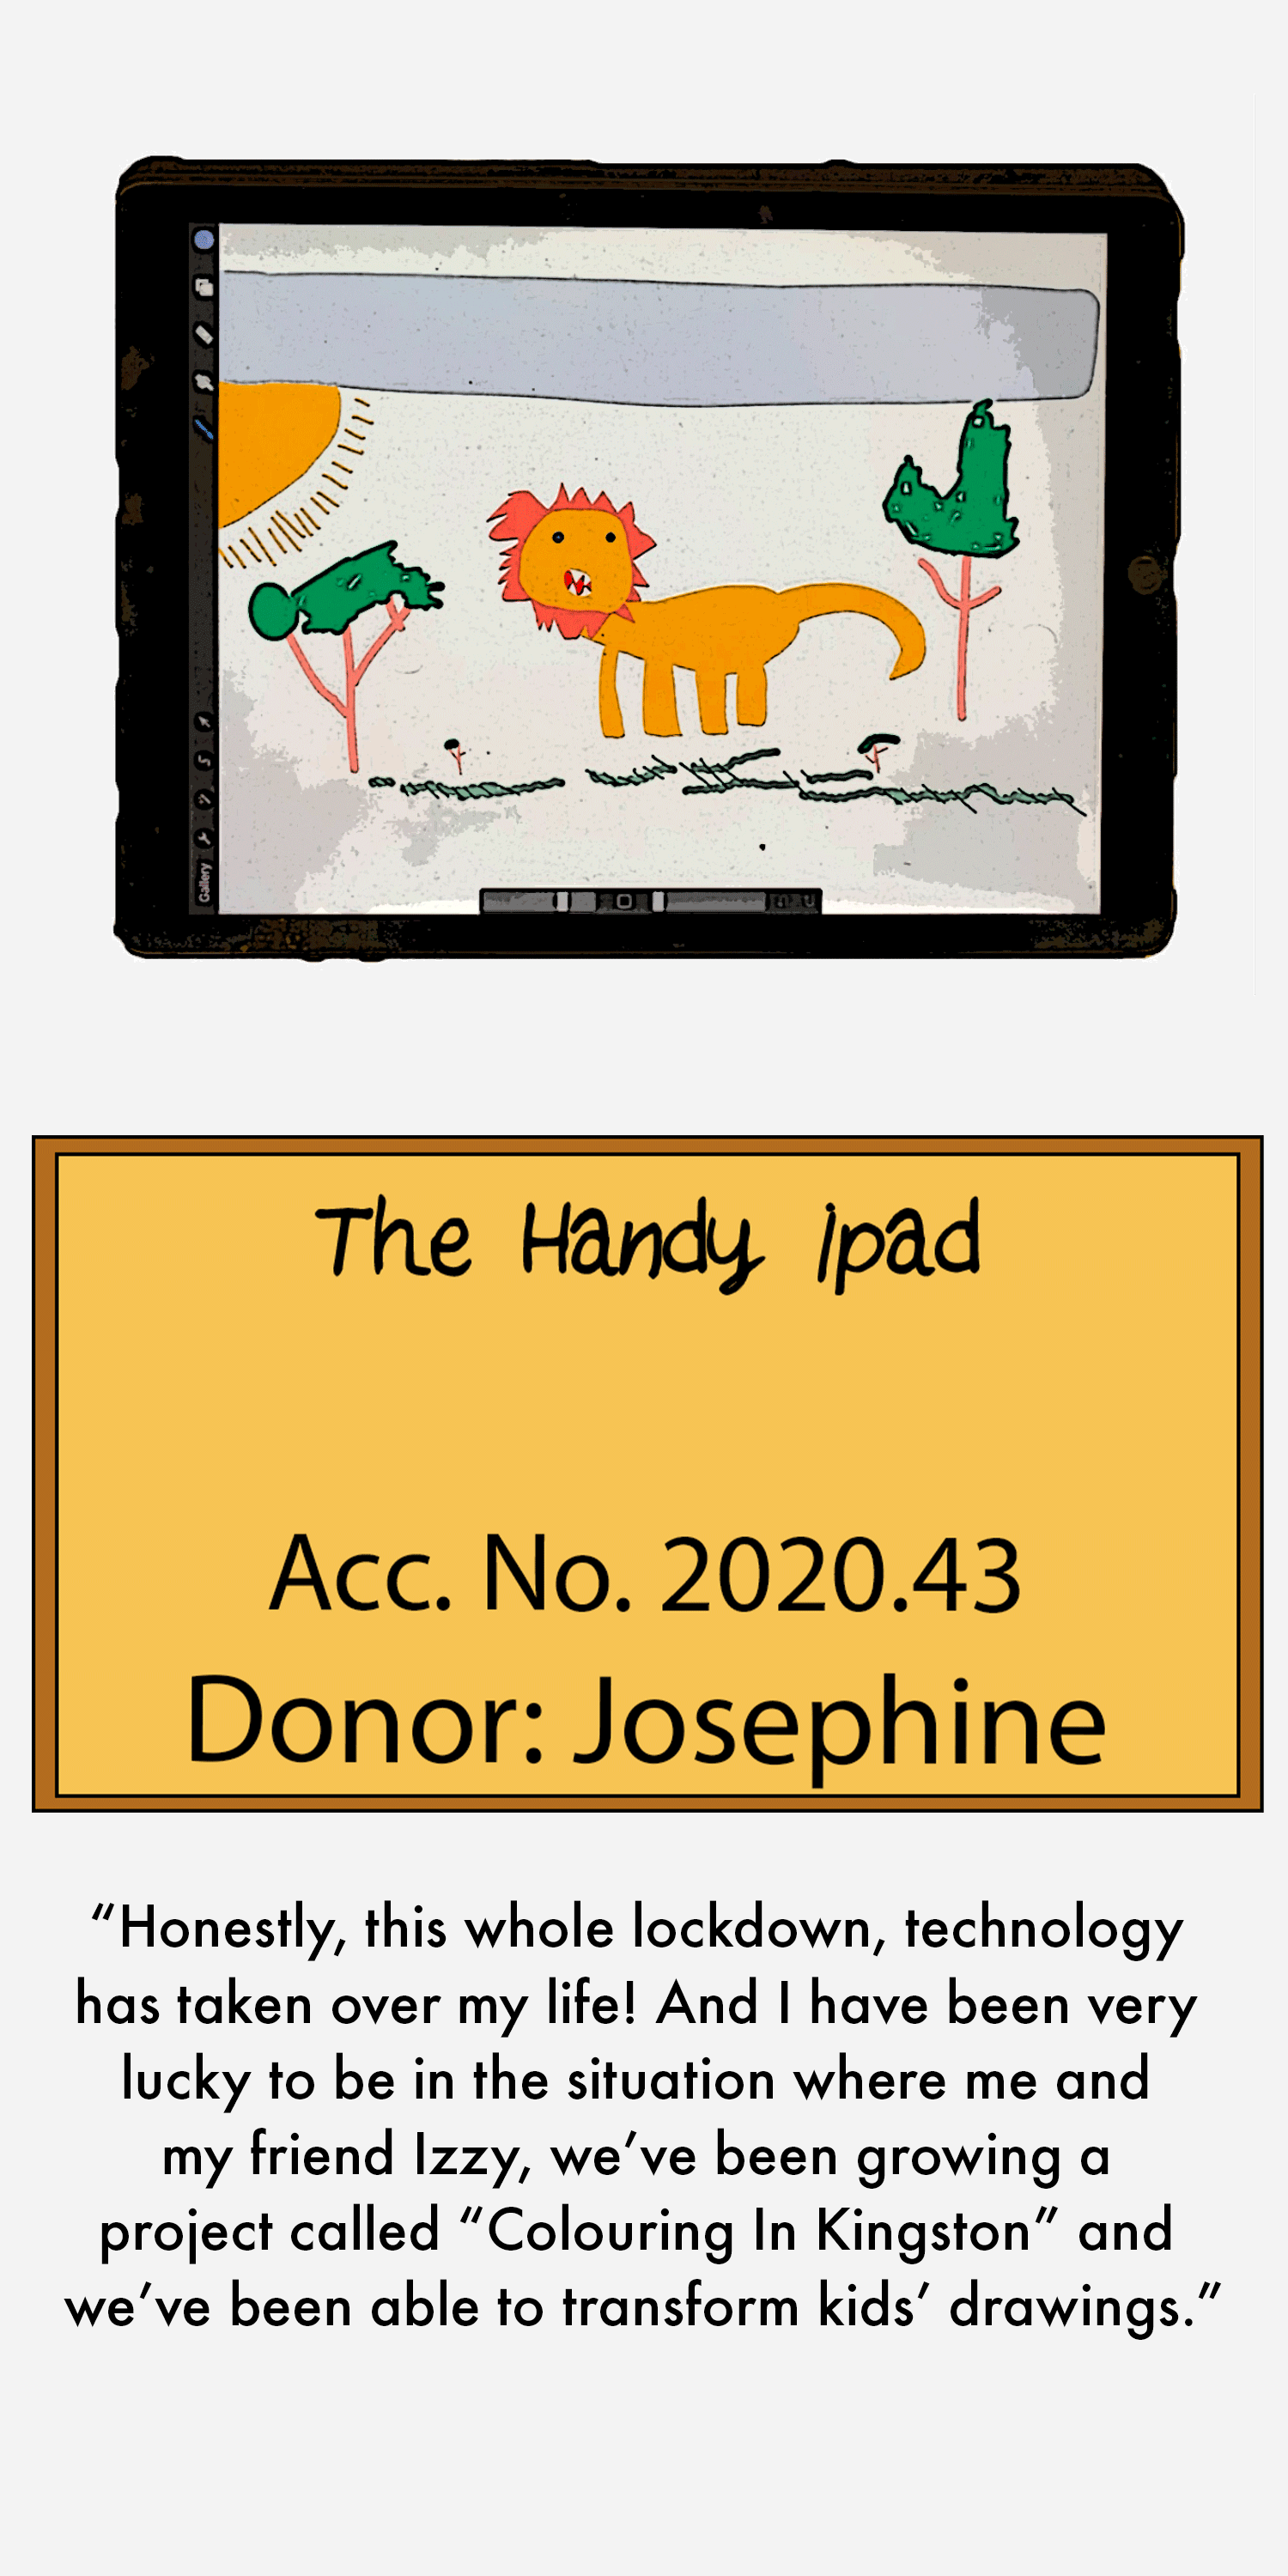 Gallery
The Handy ipad
Acc. No. 2020.43
Donor: Josephine
“Honestly, this whole lockdown, technology
has taken over my life! And I have been very
lucky to be in the situation where me and
my friend Izzy, we’ve been growing a
project called “Colouring In Kingston” and
we’ve been able to transform kids’ drawings.”